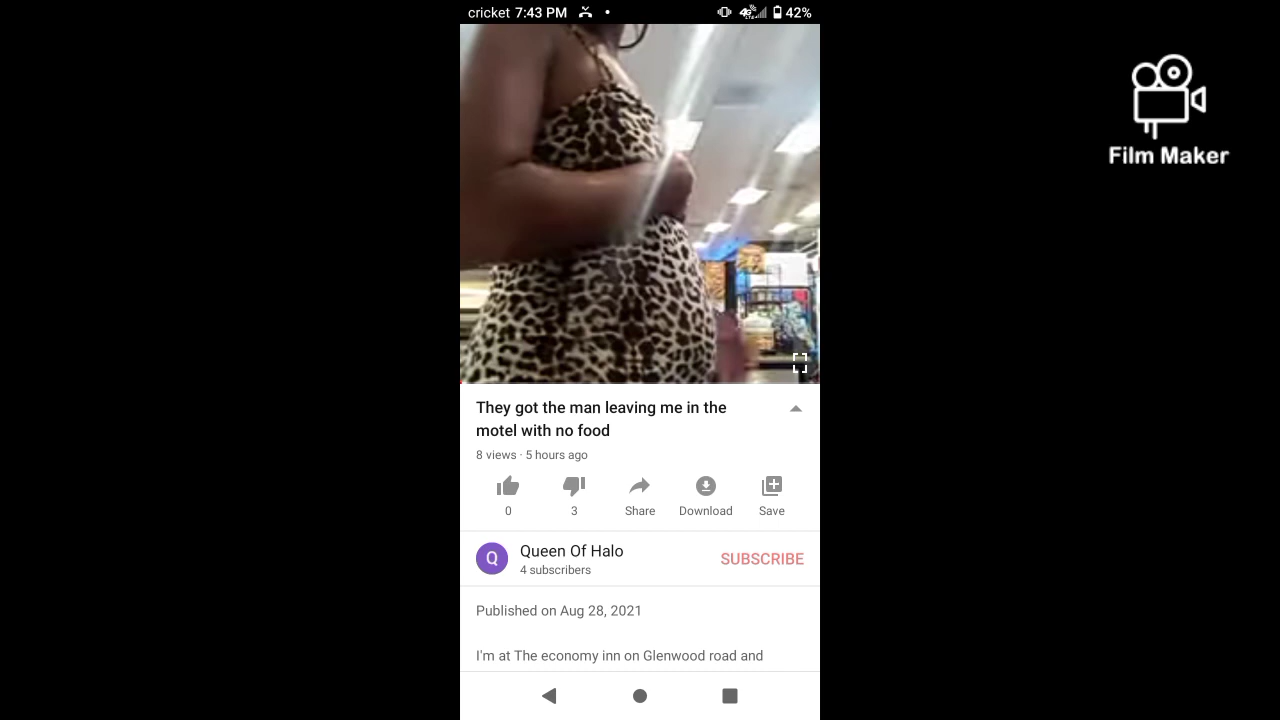 cricket 7:43 PM 42%
Film Maker
They got the man leaving me in the
motel with no food
8 views · 5 hours ago
0 3 Share Download Save
Q Queen Of Halo SUBSCRIBE
4 subscribers
Published on Aug 28, 2021
I'm at The economy inn on Glenwood road and